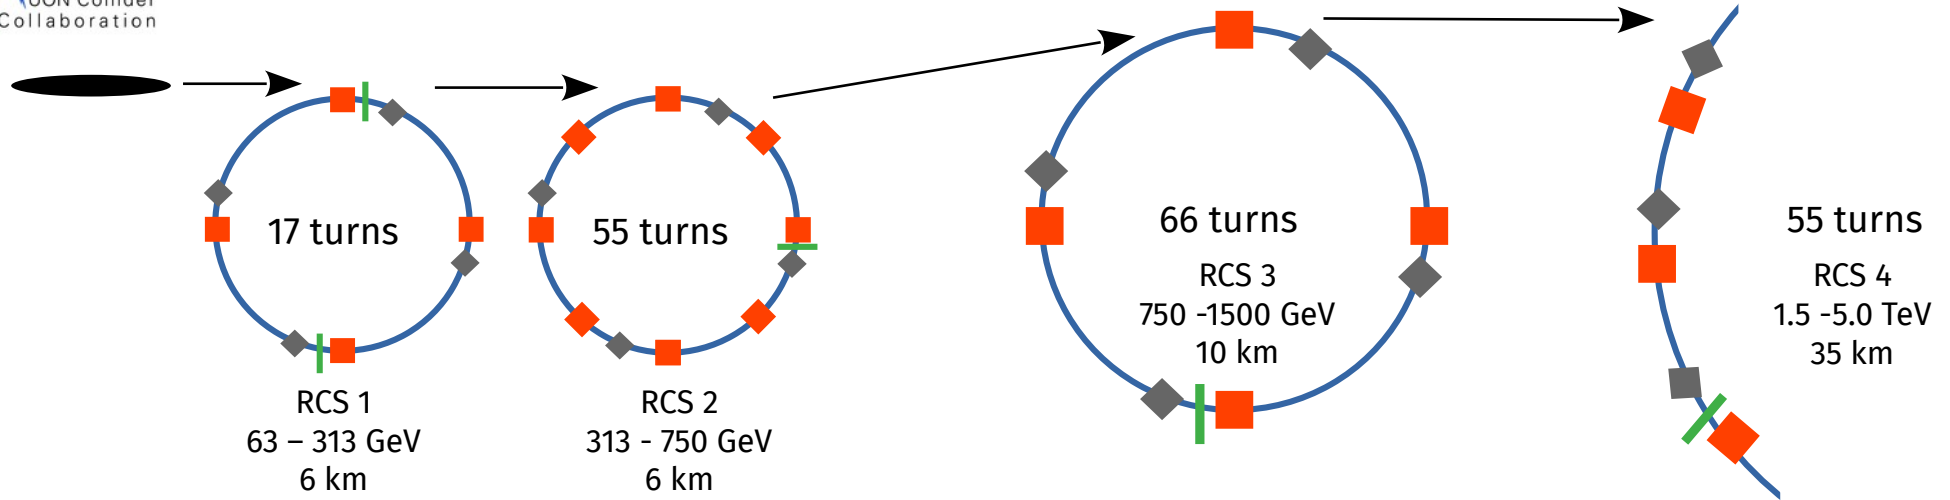 Collaboration
17 turns
RCS 1
63 – 313 GeV
6 km
55 turns
RCS 2
313 - 750 GeV
6 km
66 turns
RCS 3
750 -1500 GeV
10 km
55 turns
RCS 4
1.5 -5.0 TeV
35 km